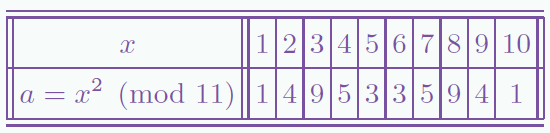 x 1 2 3 4 5 6 7 8 9 10
a = x² (mod 11) 1 4 9 5 3 3 5 9 4 1